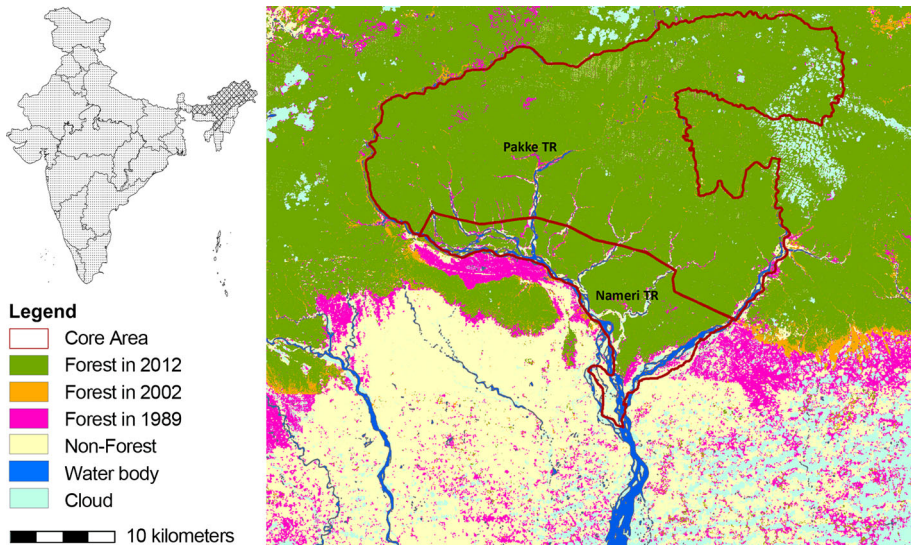 Pakke TR
Nameri TR
Legend
Core Area
Forest in 2012
Forest in 2002
Forest in 1989
Non-Forest
Water body
Cloud
10 kilometers